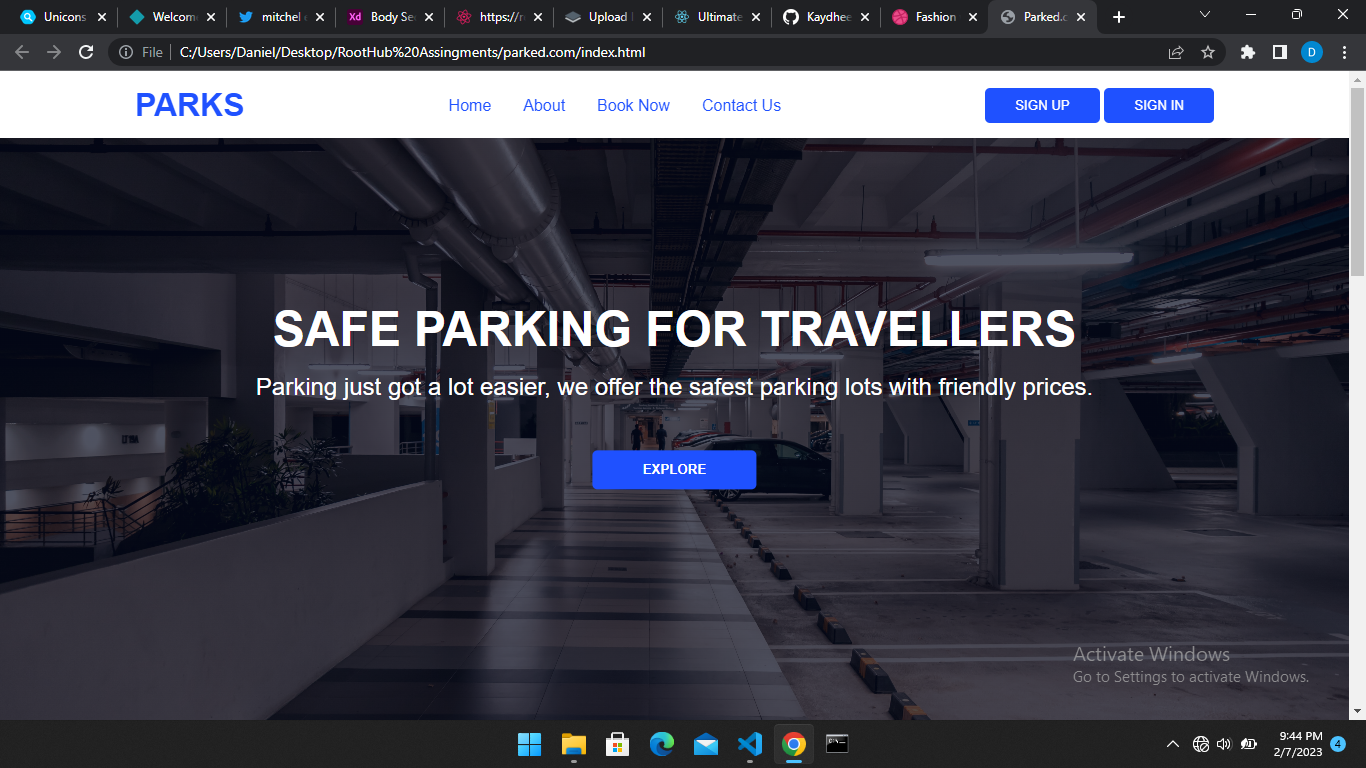 Unicons
Welcome
mitchel
Body Sec
https://r
Upload
Ultimate
Kaydhee
Fashion
Parked.c
File
C:/Users/Daniel/Desktop/RootHub%20Assingments/parked.com/index.html
D
PARKS
Home
About
Book Now
Contact Us
SIGN UP
SIGN IN
SAFE PARKING FOR TRAVELLERS
Parking just got a lot easier, we offer the safest parking lots with friendly prices.
EXPLORE
Activate Windows
Go to Settings to activate Windows.
9:44 PM
2/7/2023
4